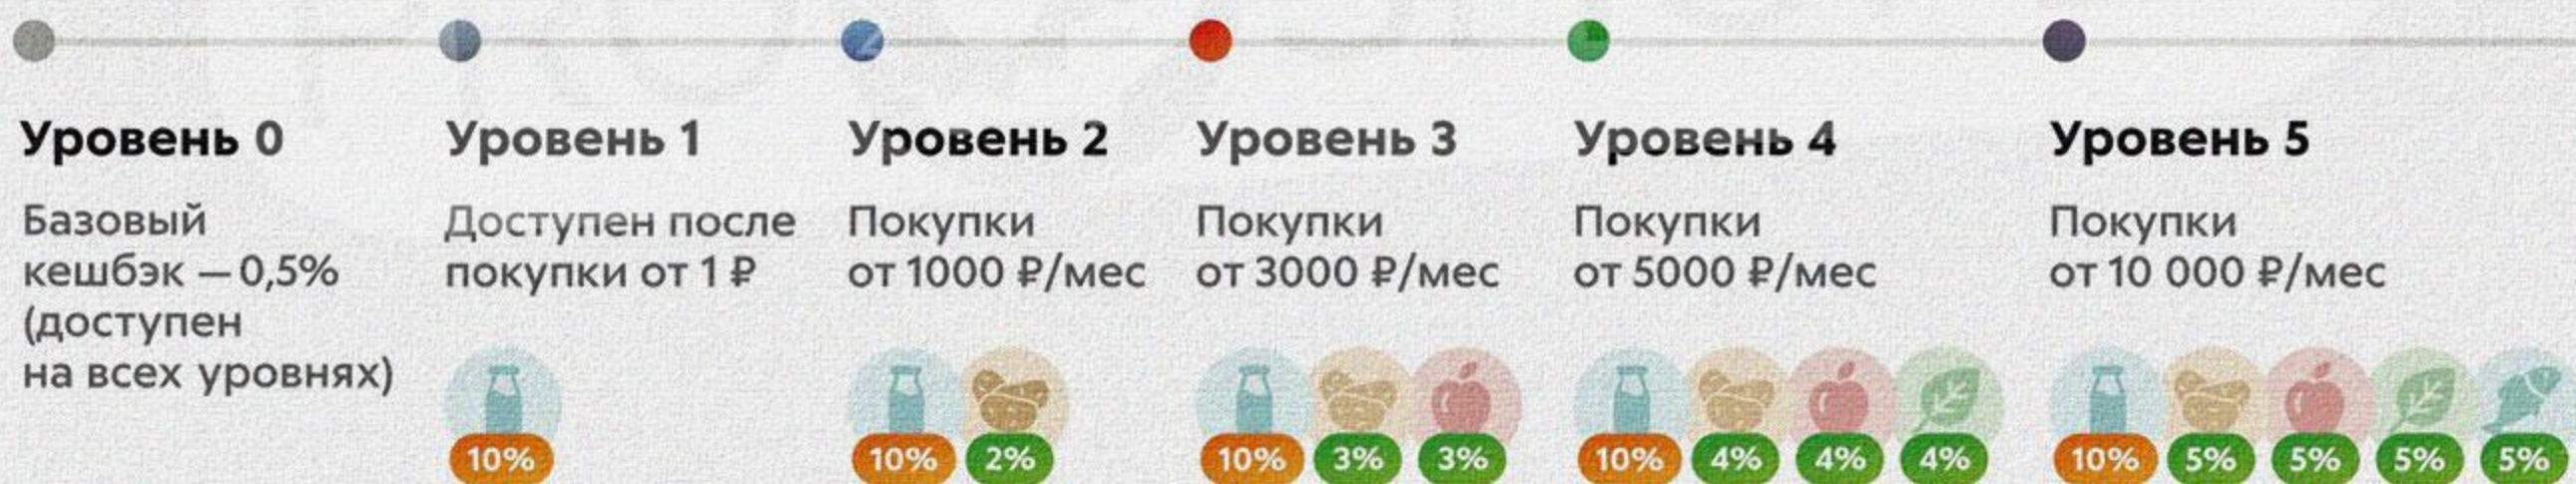 Уровень 0
Базовый
кешбэк — 0,5%
(доступен
на всех уровнях)
Уровень 1
Доступен после
покупки от 1 ₽
10%
Уровень 2
Покупки
от 1000 ₽/мес
10% 2%
Уровень 3
Покупки
от 3000 ₽/мес
10% 3% 3%
Уровень 4
Покупки
от 5000 ₽/мес
10% 4% 4% 4%
Уровень 5
Покупки
от 10 000 ₽/мес
10% 5% 5% 5% 5%